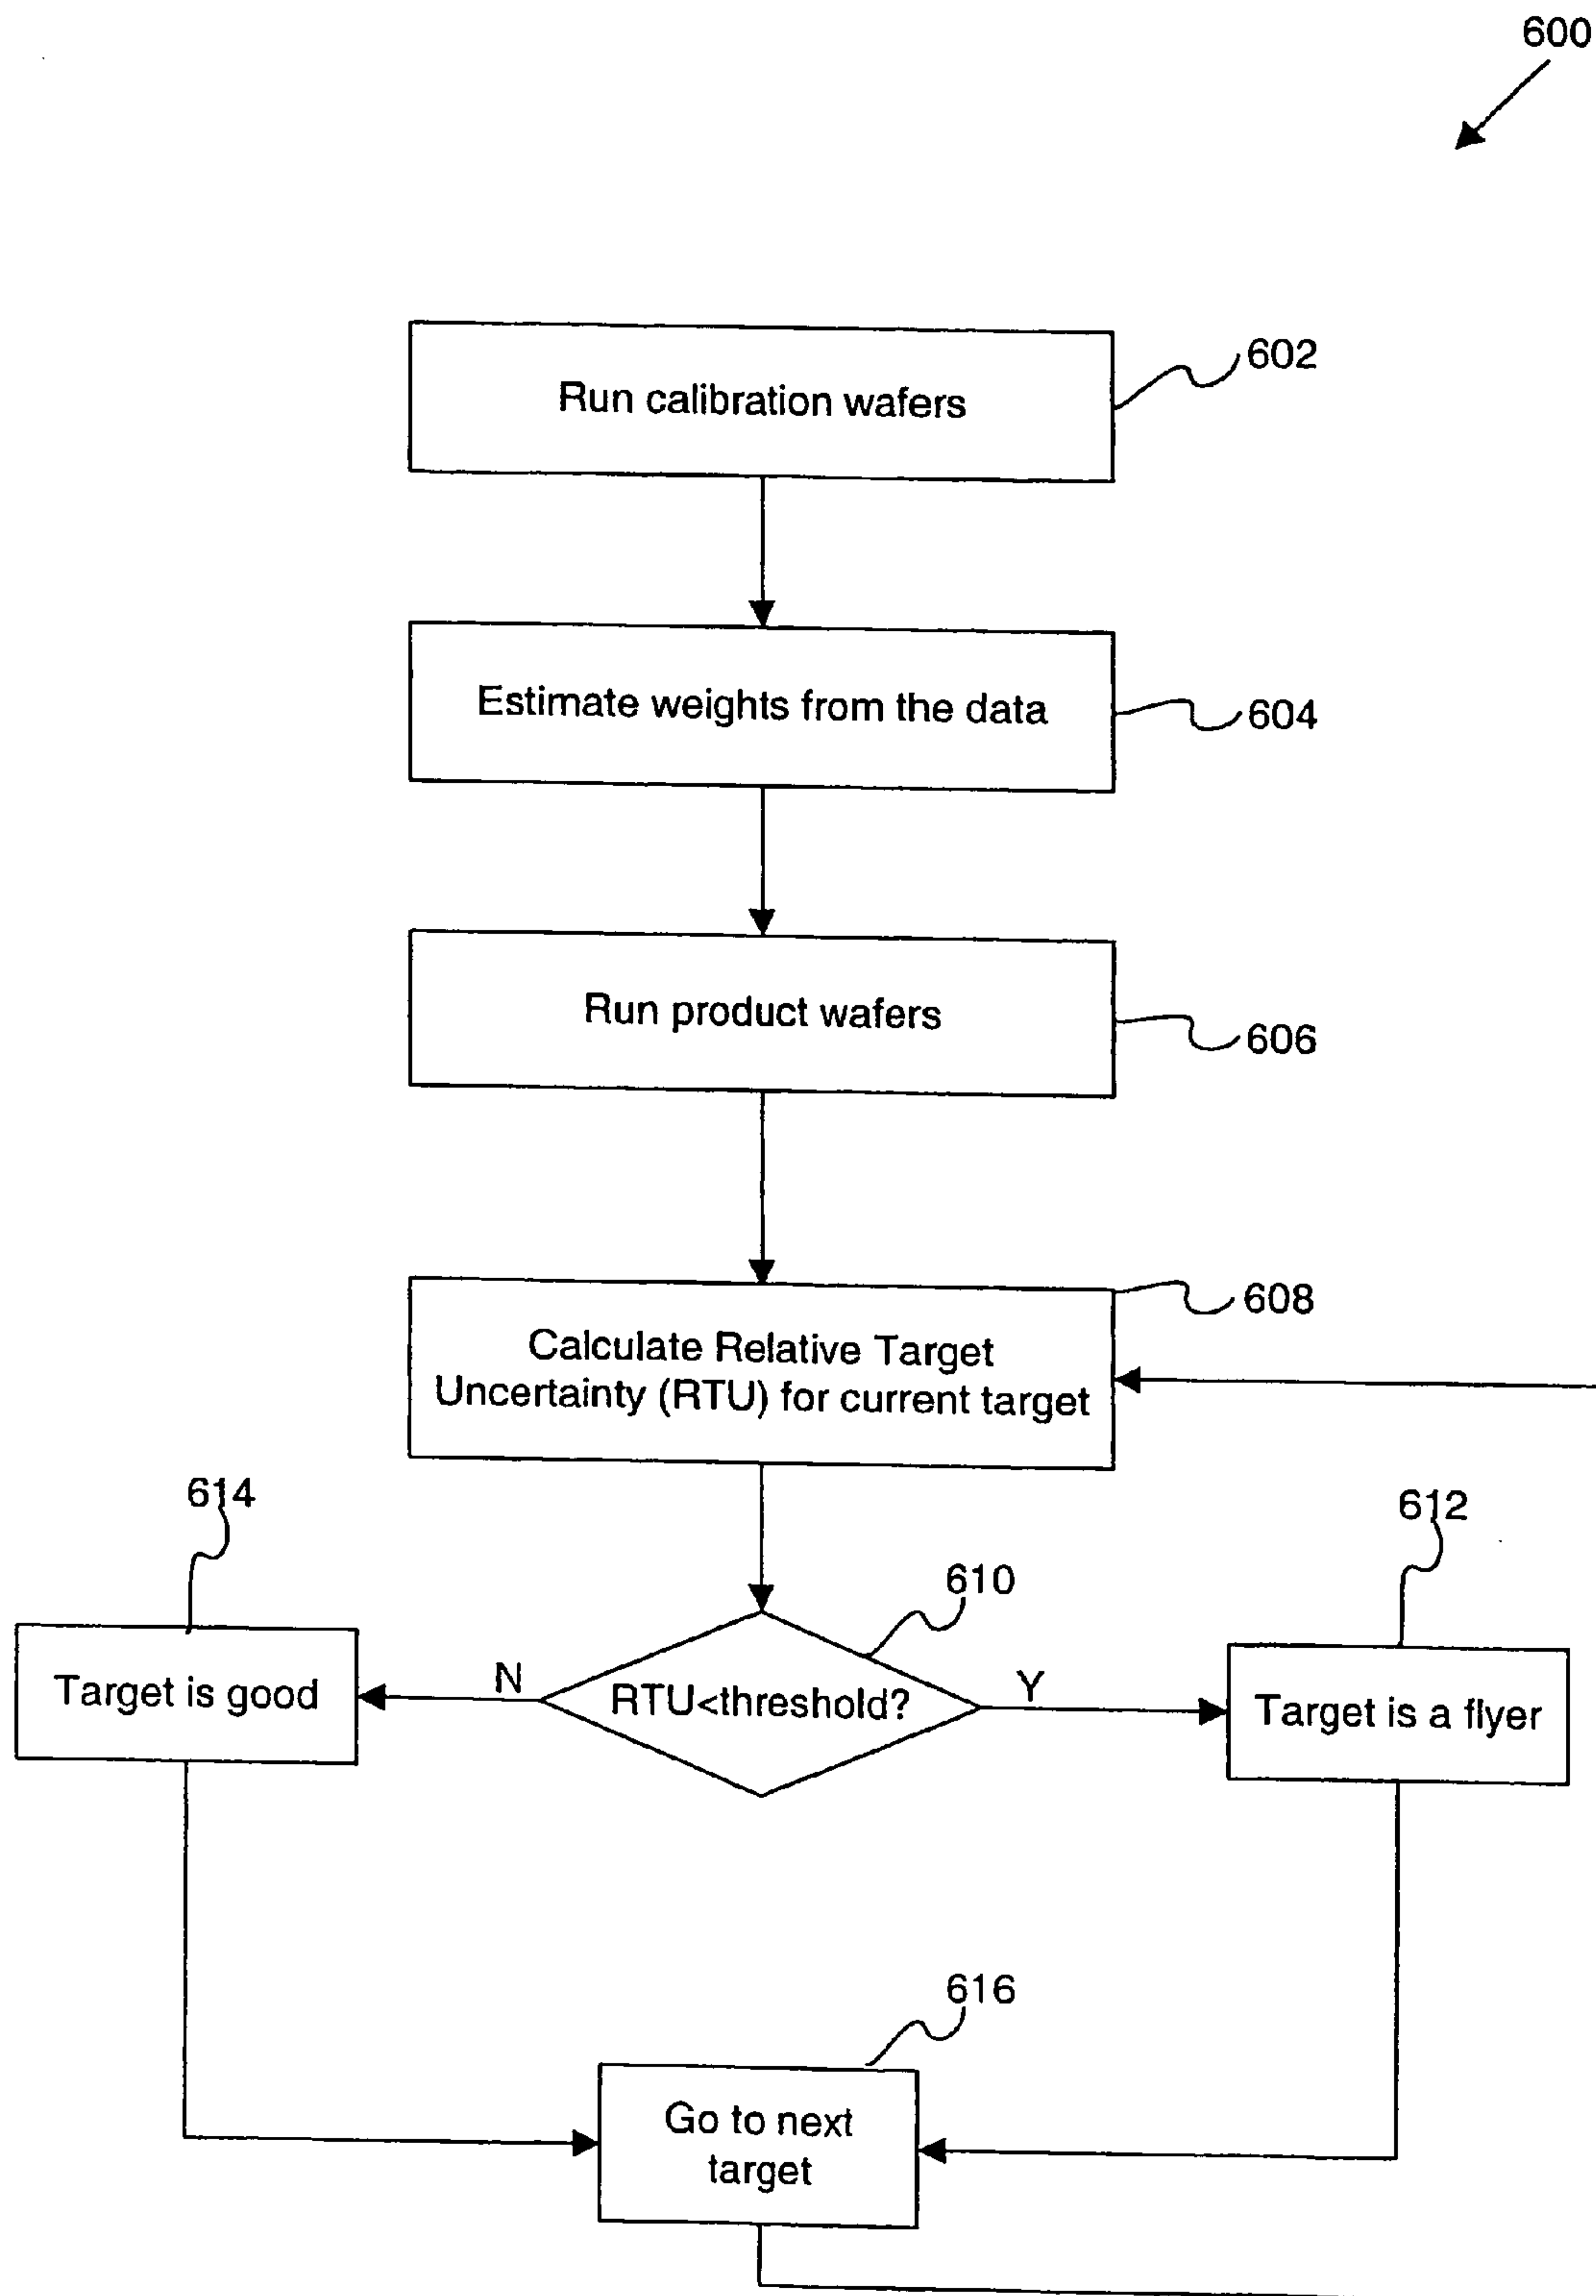 600
Run calibration wafers
602
Estimate weights from the data
604
Run product wafers
606
608
Calculate Relative Target
Uncertainty (RTU) for current target
614
612
610
Target is good
N
RTU<threshold?
Y
Target is a flyer
616
Go to next
target